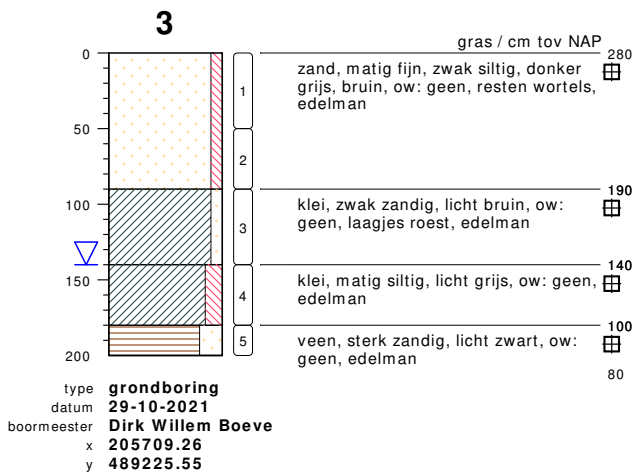 3
gras / cm tov NAP
0
280
zand, matig fijn, zwak siltig, donker
grijs, bruin, ow: geen, resten wortels,
edelman
1
50
2
190
100
klei, zwak zandig, licht bruin, ow:
geen, laagjes roest, edelman
3
140
150
klei, matig siltig, licht grijs, ow: geen,
edelman
4
100
veen, sterk zandig, licht zwart, ow:
geen, edelman
5
200
80
type grondboring
datum 29-10-2021
boormeester Dirk Willem Boeve
x 205709.26
y 489225.55